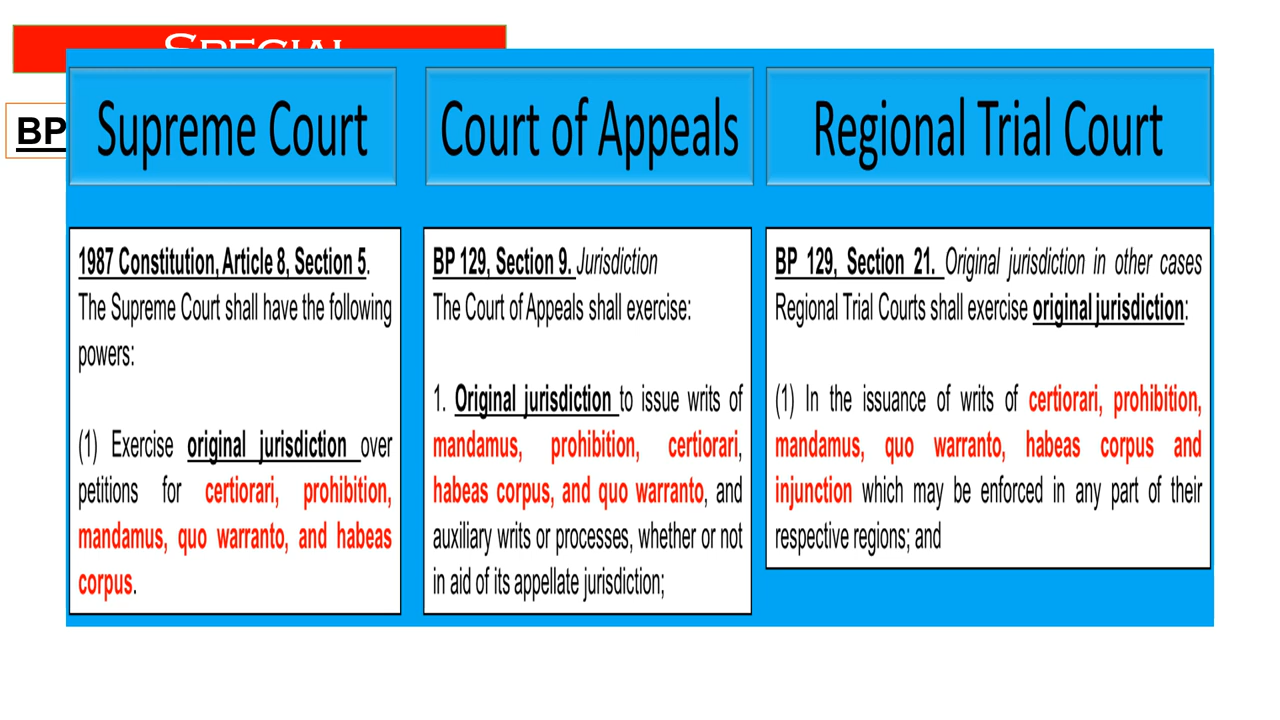 SPECIAL
BP
Supreme Court
1987 Constitution, Article 8, Section 5.
The Supreme Court shall have the following
powers:
(1) Exercise original jurisdiction over
petitions for certiorari, prohibition,
mandamus, quo warranto, and habeas
corpus.
Court of Appeals
BP 129, Section 9. Jurisdiction
The Court of Appeals shall exercise:
1. Original jurisdiction to issue writs of
mandamus, prohibition, certiorari,
habeas corpus, and quo warranto, and
auxiliary writs or processes, whether or not
in aid of its appellate jurisdiction;
Regional Trial Court
BP 129, Section 21. Original jurisdiction in other cases
Regional Trial Courts shall exercise original jurisdiction:
(1) In the issuance of writs of certiorari, prohibition,
mandamus, quo warranto, habeas corpus and
injunction which may be enforced in any part of their
respective regions; and